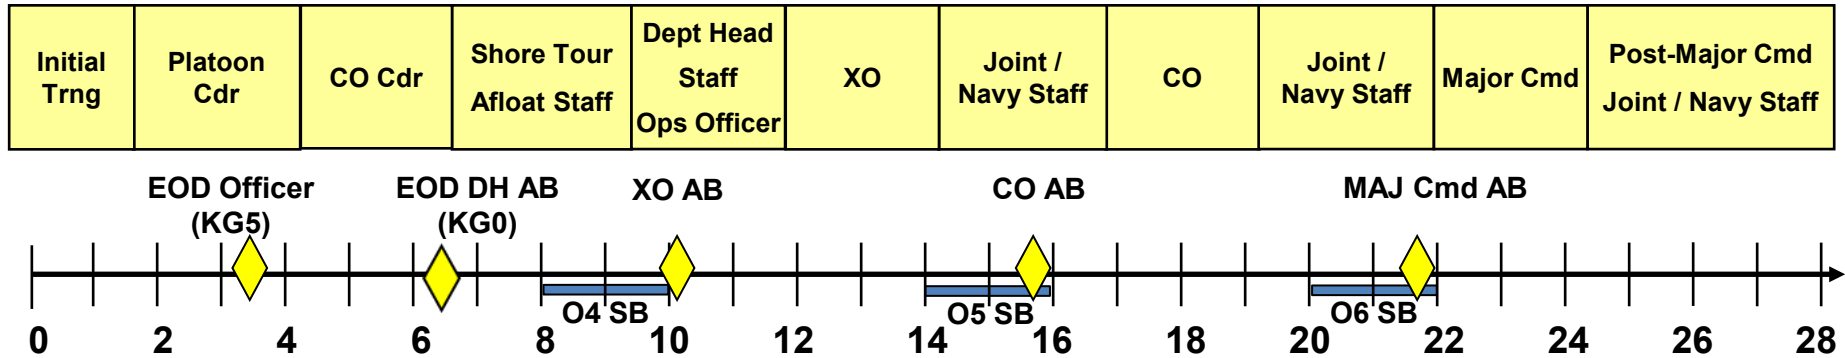 Initial
Trng
Platoon
Cdr
CO Cdr
Shore Tour
Afloat Staff
Dept Head
Staff
Ops Officer
XO
Joint /
Navy Staff
CO
Joint /
Navy Staff
Major Cmd
Post-Major Cmd
Joint / Navy Staff
EOD Officer
(KG5)
EOD DH AB
(KG0)
XO AB
CO AB
MAJ Cmd AB
O4 SB
O5 SB
O6 SB
0 2 4 6 8 10 12 14 16 18 20 22 24 26 28